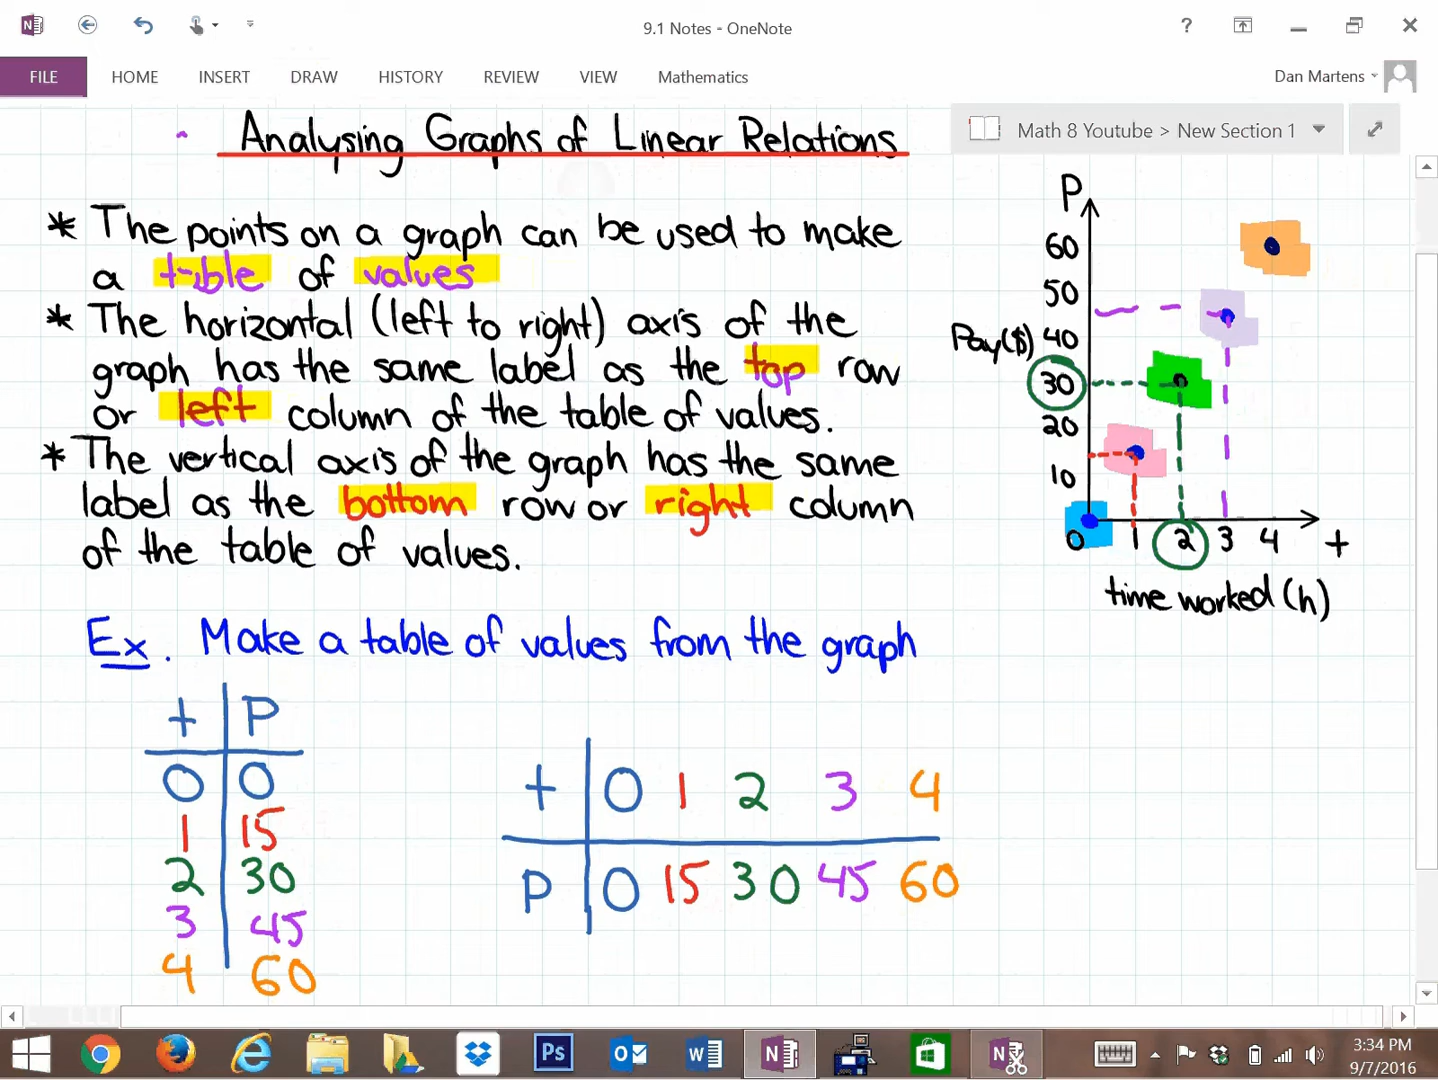 9.1 Notes - OneNote
?
FILE HOME INSERT DRAW HISTORY REVIEW VIEW Mathematics
Dan Martens
Math 8 Youtube > New Section 1
Analysing Graphs of Linear Relations
* The points on a graph can be used to make
a table of values
* The horizontal (left to right) axis of the
graph has the same label as the top row
or left column of the table of values.
* The vertical axis of the graph has the same
label as the bottom row or right column
of the table of values.
P
60
50
Pay($) 40
30
20
10
0 1 2 3 4 t
time worked (h)
Ex. Make a table of values from the graph
t P
0 0
1 15
2 30
3 45
4 60
t 0 1 2 3 4
P 0 15 30 45 60
Ps
3:34 PM
9/7/2016